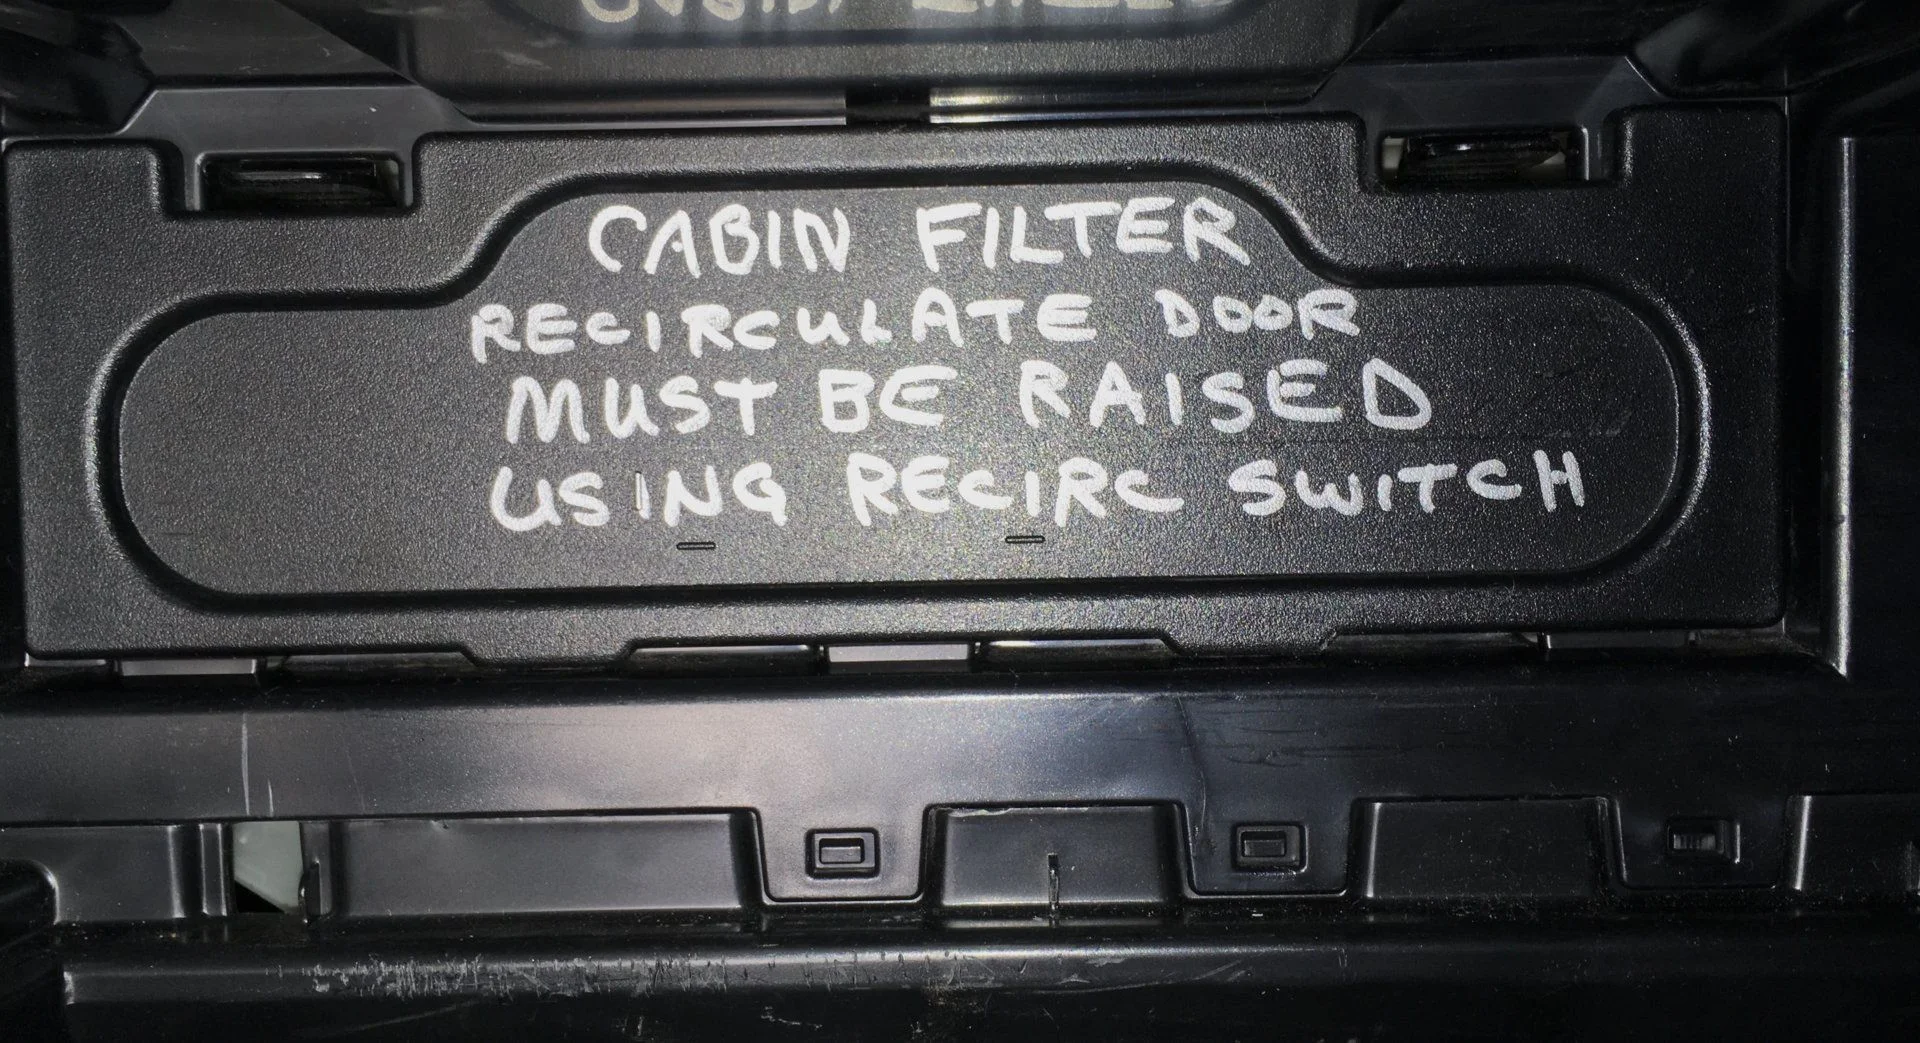 CABIN FILTER
RECIRCULATE DOOR
MUST BE RAISED
USING RECIRC SWITCH